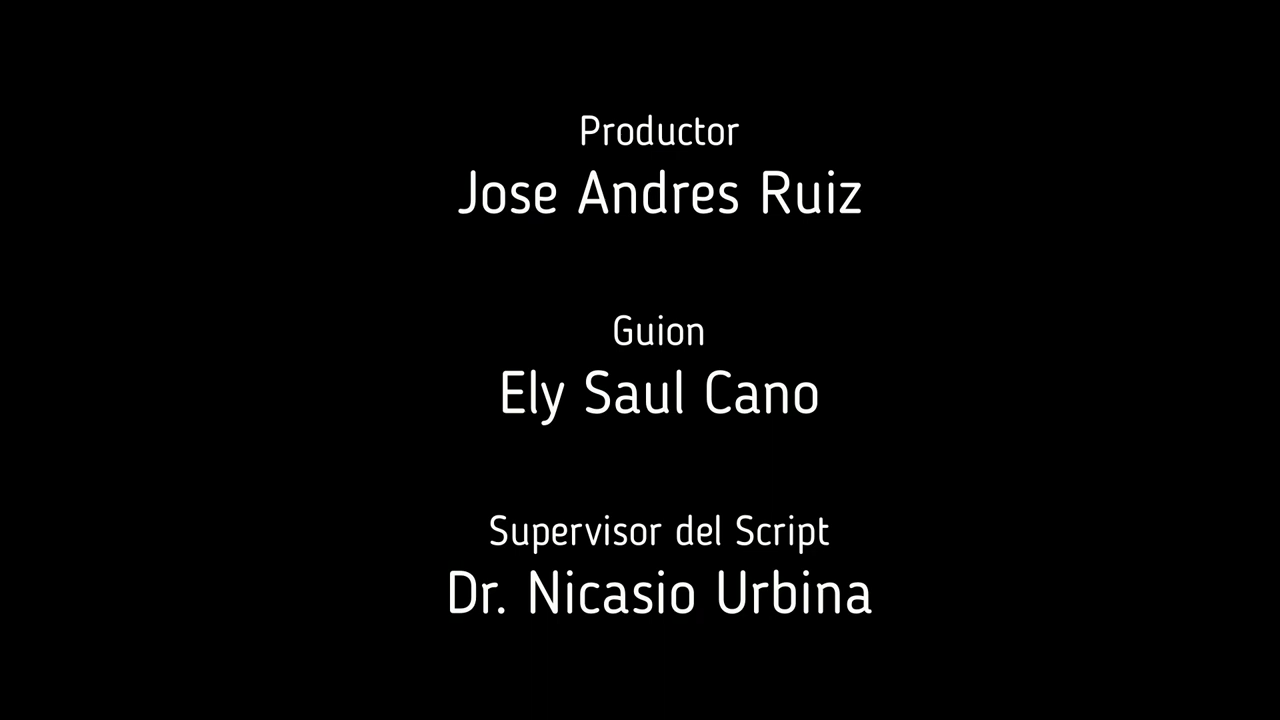 Productor
Jose Andres Ruiz
Guion
Ely Saul Cano
Supervisor del Script
Dr. Nicasio Urbina